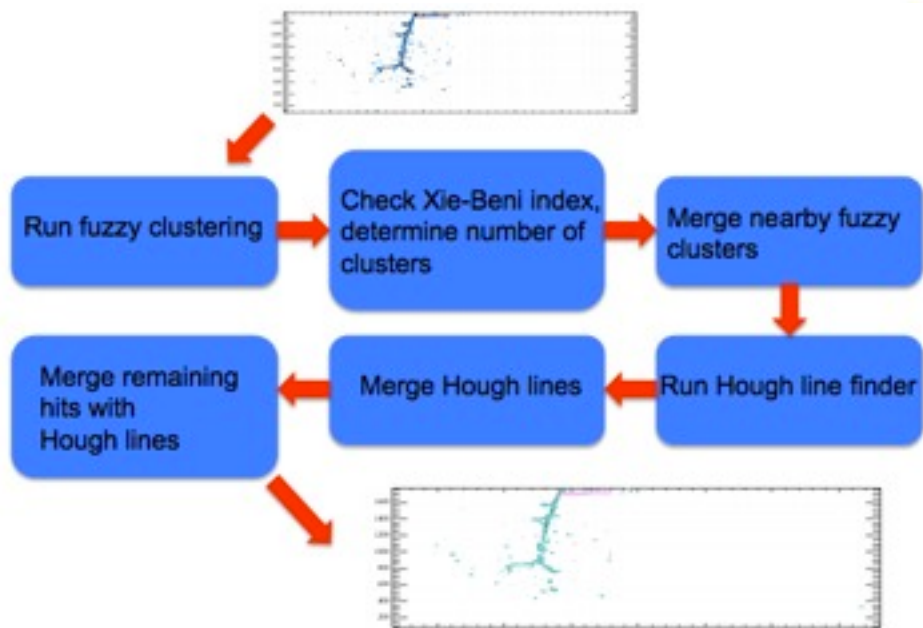 Run fuzzy clustering
Check Xie-Beni index,
determine number of
clusters
Merge nearby fuzzy
clusters
Run Hough line finder
Merge Hough lines
Merge remaining
hits with
Hough lines